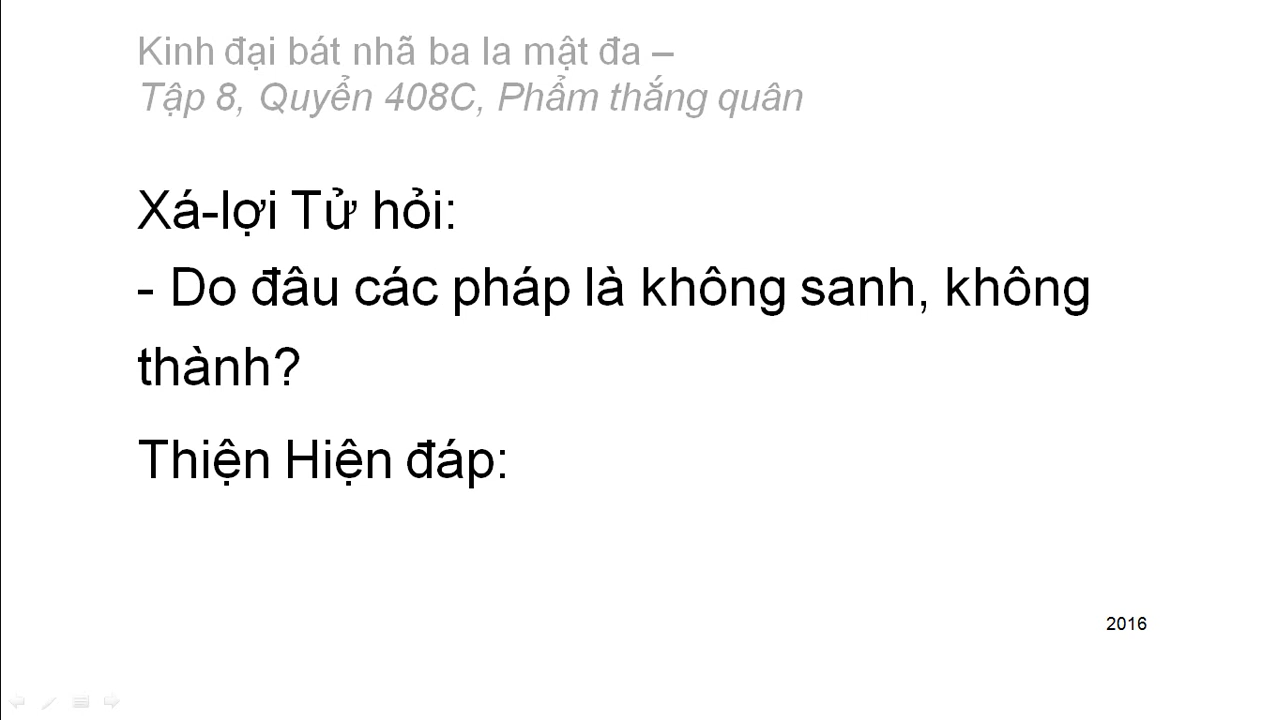 Kinh đại bát nhã ba la mật đa –
Tập 8, Quyển 408C, Phẩm thắng quân
Xá-lợi Tử hỏi:
- Do đâu các pháp là không sanh, không
thành?
Thiện Hiện đáp:
2016